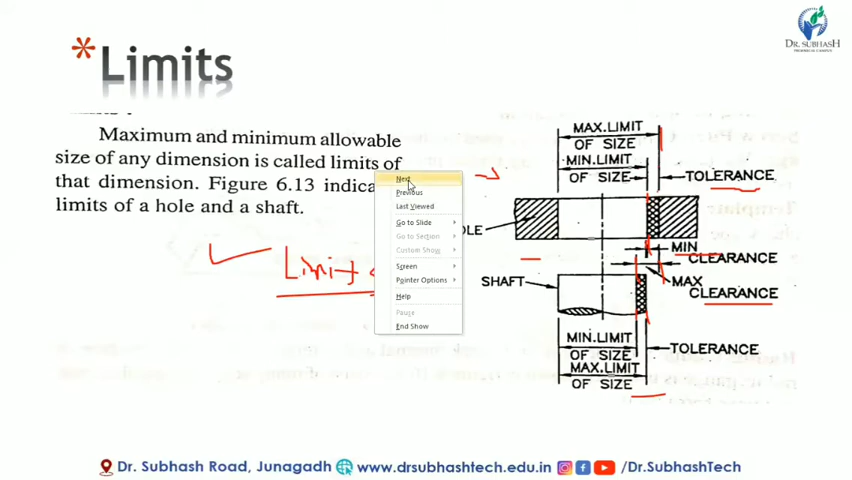 DR. SUBHASH
*Limits
Maximum and minimum allowable
size of any dimension is called limits of
that dimension. Figure 6.13 indica
limits of a hole and a shaft.
Limit
Next
Previous
Last Viewed
Go to Slide
Go to Section
Custom Show
Screen
Pointer Options
Help
Pause
End Show
MAX. LIMIT
OF SIZE
MIN. LIMIT
OF SIZE
TOLERANCE
OLE
MIN
CLEARANCE
SHAFT
MAX
CLEARANCE
MIN. LIMIT
OF SIZE
TOLERANCE
MAX. LIMIT
OF SIZE
Dr. Subhash Road, Junagadh www.drsubhashtech.edu.in /Dr.SubhashTech